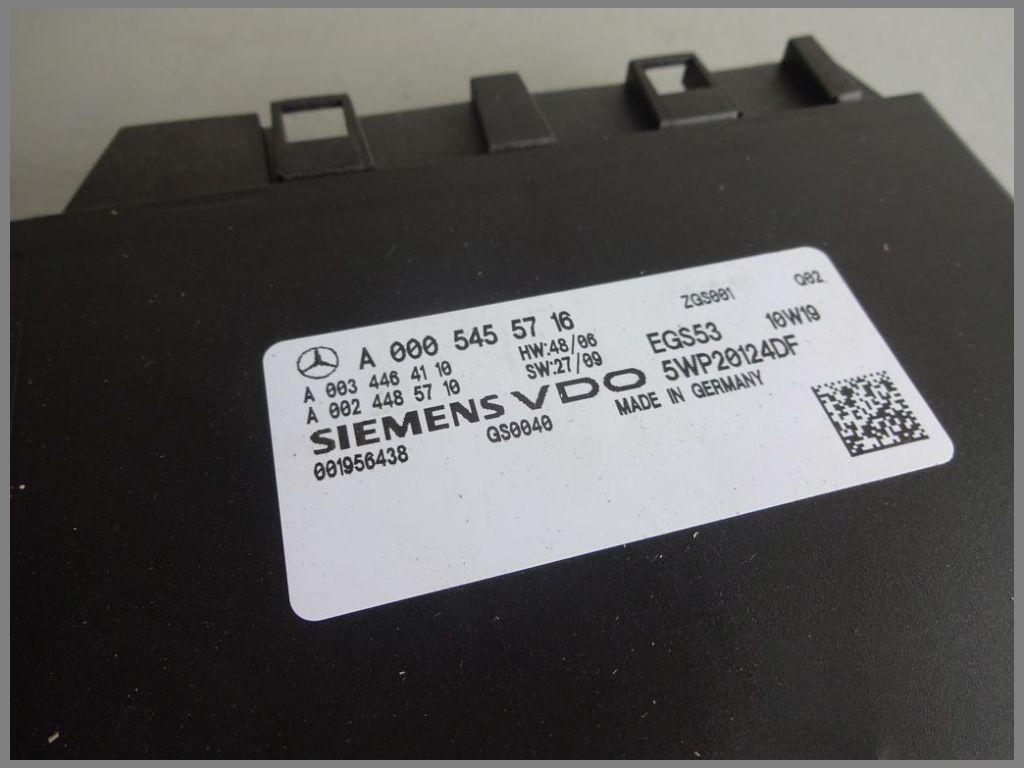 ZGS001 Q02
A 000 545 57 16
EGS53 10W19
A 003 446 41 10 HW:48/06
A 002 448 57 10 SW:27/09
SIEMENS VDO 5WP20124DF
001956438 GS0040 MADE IN GERMANY